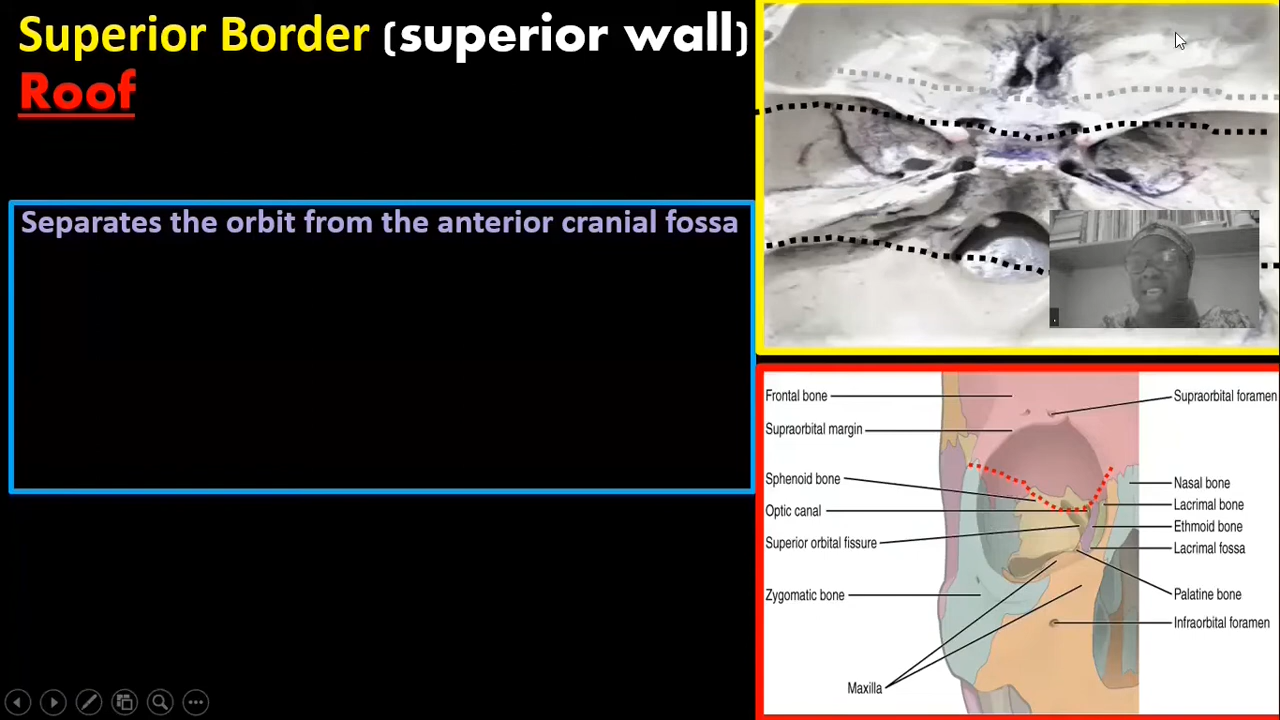 Superior Border (superior wall)
Roof
Separates the orbit from the anterior cranial fossa
Frontal bone
Supraorbital foramen
Supraorbital margin
Sphenoid bone
Nasal bone
Optic canal
Lacrimal bone
Ethmoid bone
Superior orbital fissure
Lacrimal fossa
Zygomatic bone
Palatine bone
Infraorbital foramen
Maxilla